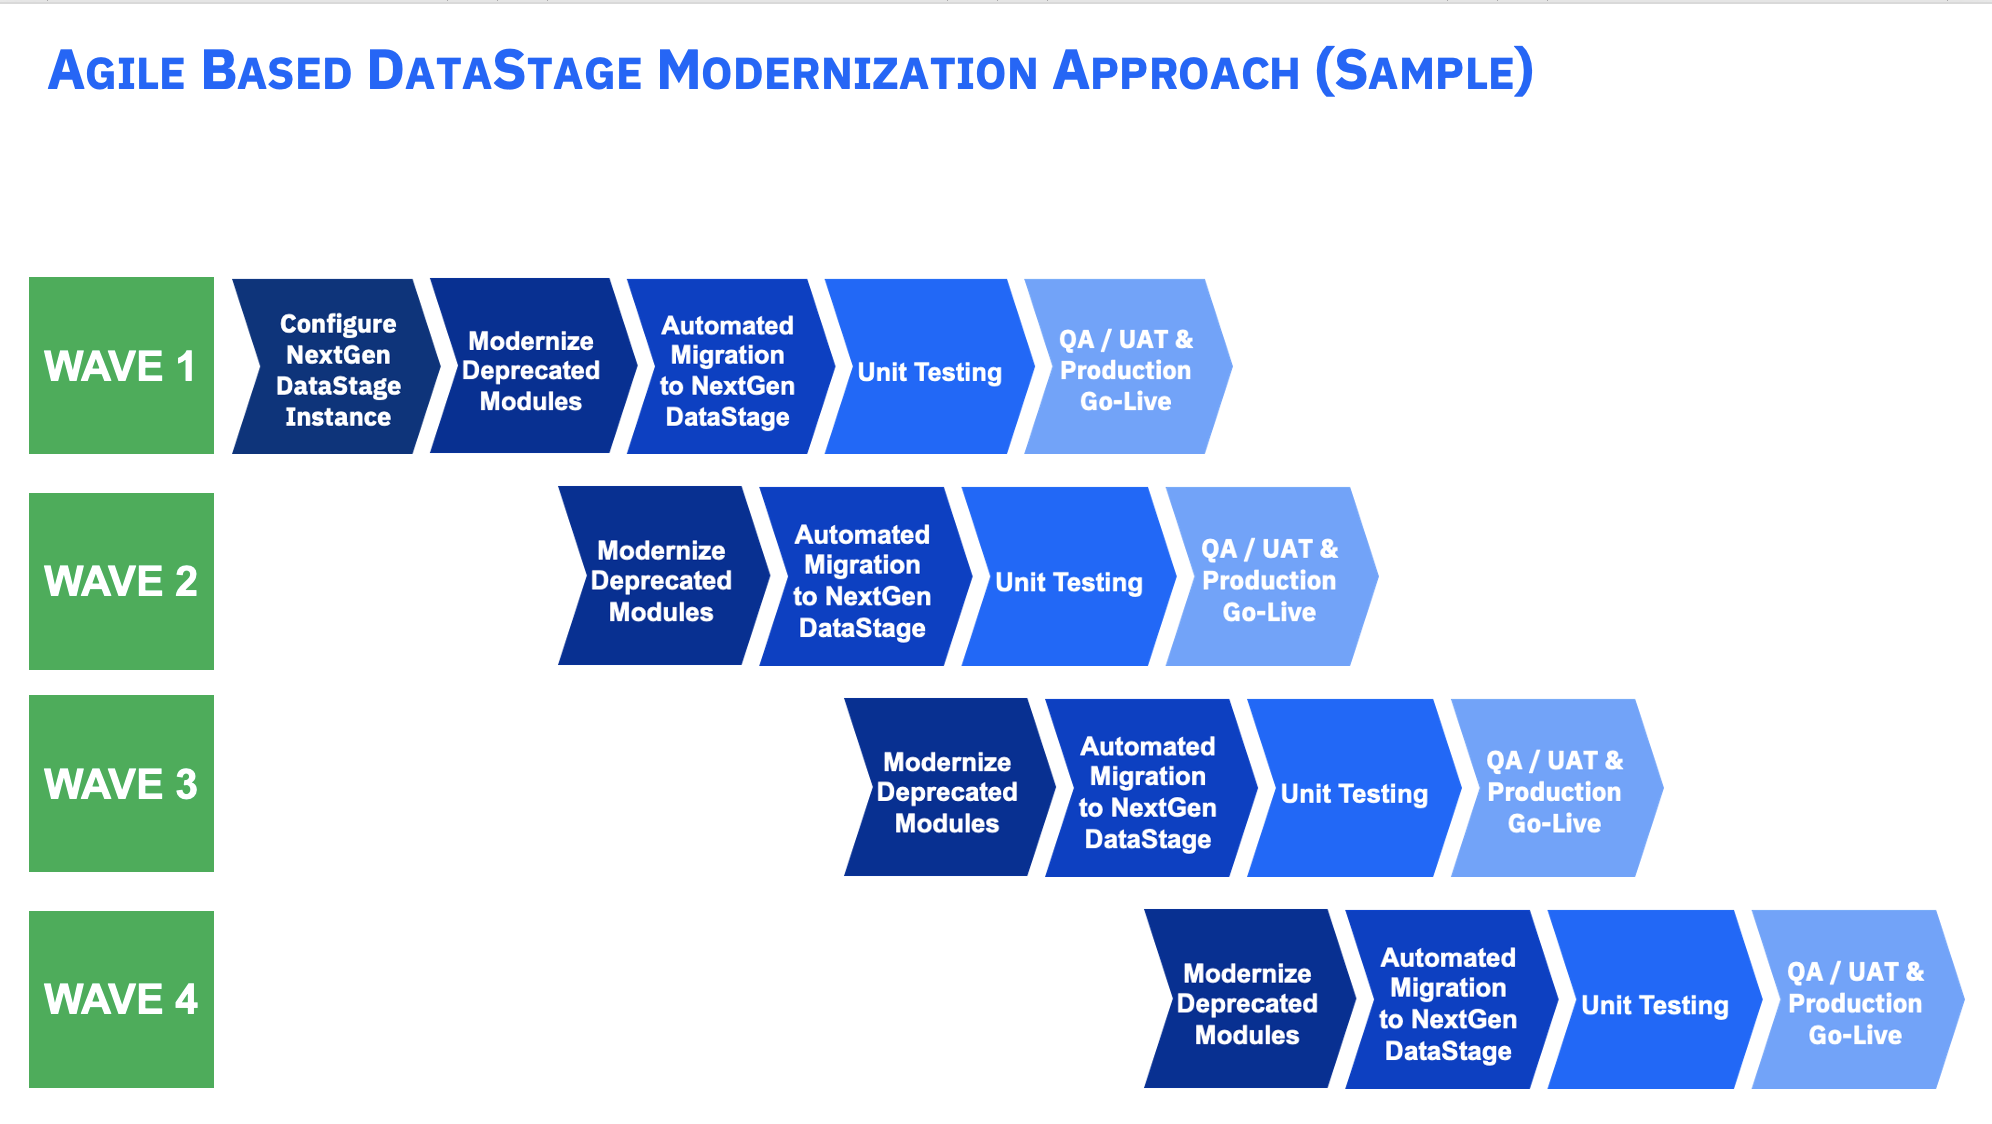 AGILE BASED DATASTAGE MODERNIZATION APPROACH (SAMPLE)
WAVE 1
Configure
NextGen
DataStage
Instance
Modernize
Deprecated
Modules
Automated
Migration
to NextGen
DataStage
Unit Testing
QA / UAT &
Production
Go-Live
WAVE 2
Modernize
Deprecated
Modules
Automated
Migration
to NextGen
DataStage
Unit Testing
QA / UAT &
Production
Go-Live
WAVE 3
Modernize
Deprecated
Modules
Automated
Migration
to NextGen
DataStage
Unit Testing
QA / UAT &
Production
Go-Live
WAVE 4
Modernize
Deprecated
Modules
Automated
Migration
to NextGen
DataStage
Unit Testing
QA / UAT &
Production
Go-Live